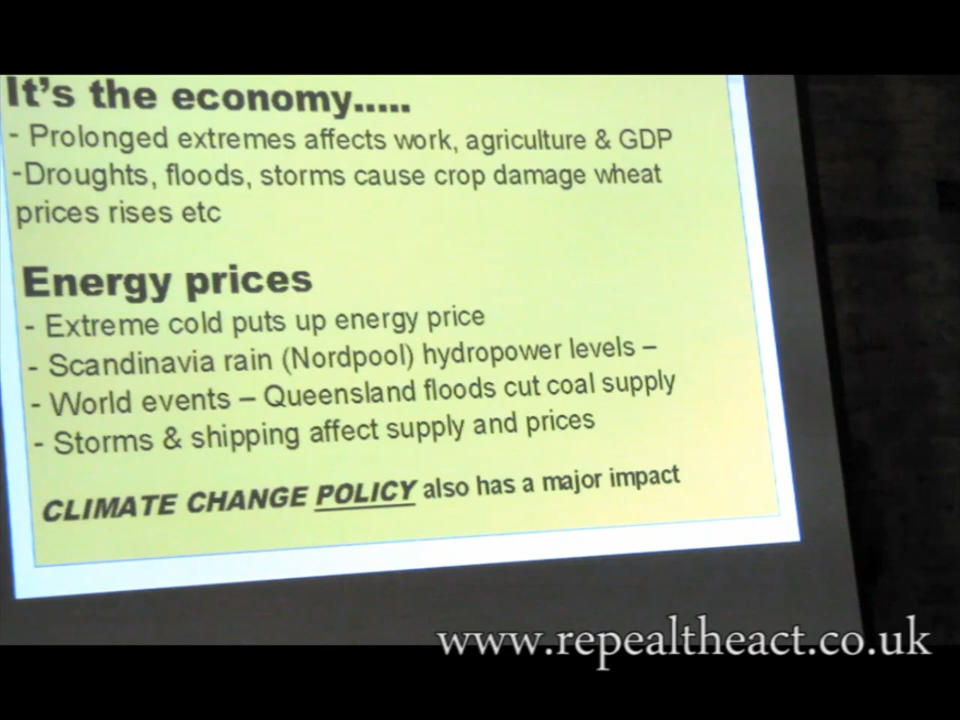 It's the economy.....
- Prolonged extremes affects work, agriculture & GDP
-Droughts, floods, storms cause crop damage wheat
prices rises etc
Energy prices
- Extreme cold puts up energy price
- Scandinavia rain (Nordpool) hydropower levels –
- World events – Queensland floods cut coal supply
- Storms & shipping affect supply and prices
CLIMATE CHANGE POLICY also has a major impact
www.repealtheact.co.uk